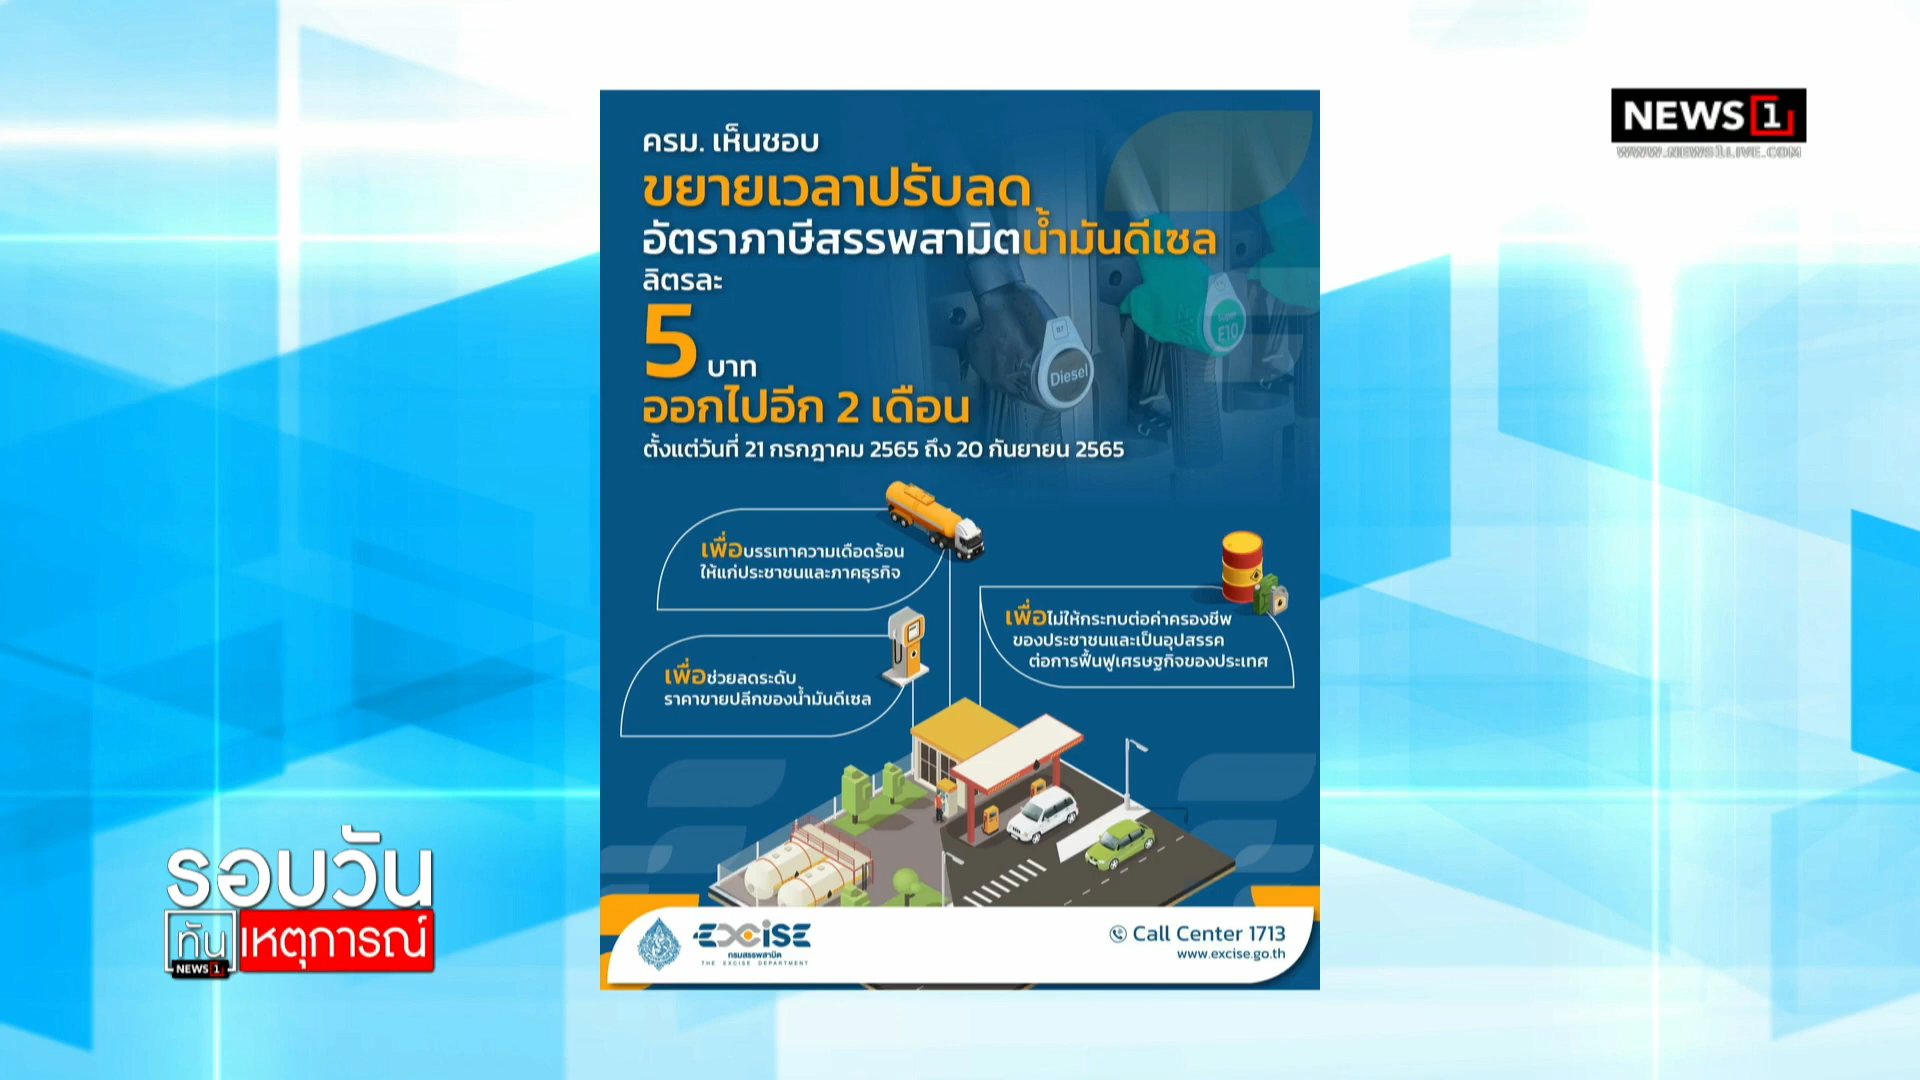 ครม. เห็นชอบ
ขยายเวลาปรับลด
อัตราภาษีสรรพสามิตน้ำมันดีเซล
ลิตรละ
5 บาท
ออกไปอีก 2 เดือน
ตั้งแต่วันที่ 21 กรกฎาคม 2565 ถึง 20 กันยายน 2565
Diesel
E10
เพื่อบรรเทาความเดือดร้อน
ให้แก่ประชาชนและภาคธุรกิจ
เพื่อไม่ให้กระทบต่อค่าครองชีพ
ของประชาชนและเป็นอุปสรรค
ต่อการฟื้นฟูเศรษฐกิจของประเทศ
เพื่อช่วยลดระดับ
ราคาขายปลีกของน้ำมันดีเซล
EXCISE
กรมสรรพสามิต
THE EXCISE DEPARTMENT
Call Center 1713
www.excise.go.th
NEWS 1
WWW.NEWS1LIVE.COM
รอบวัน
ทันเหตุการณ์
NEWS 1